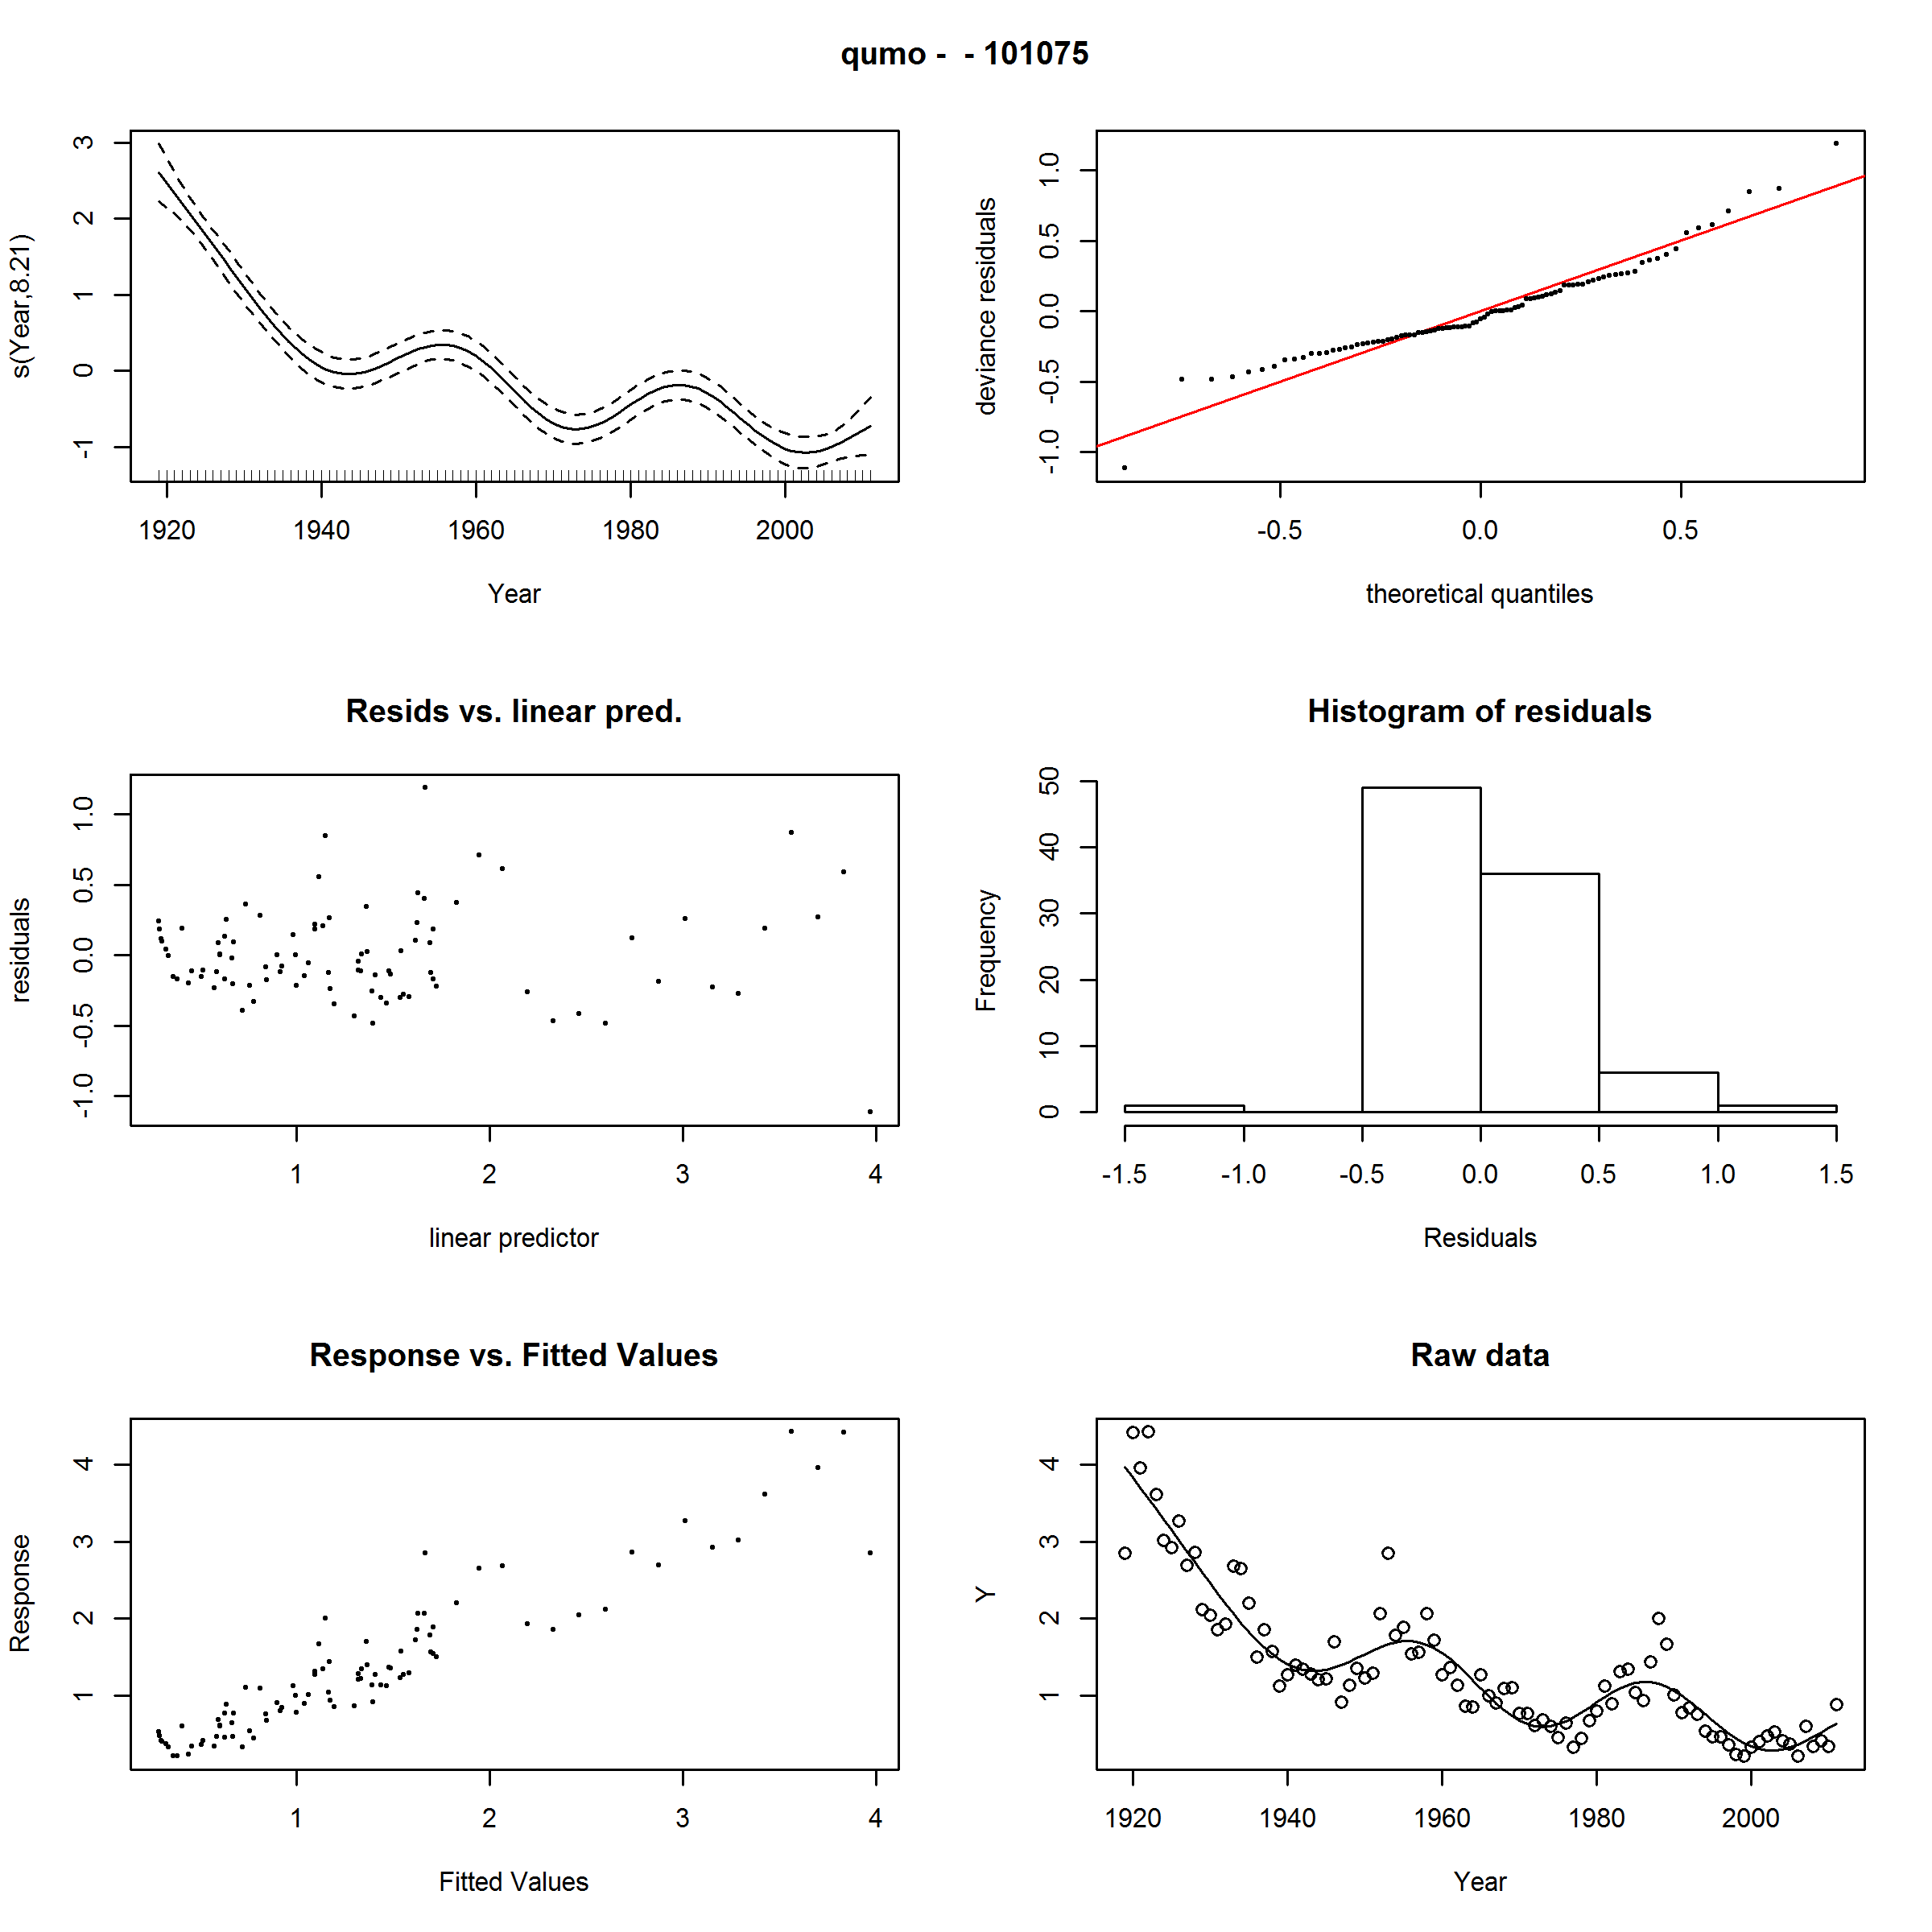 qumo -  - 101075
s(Year,8.21)
3
2
1
0
-1
1920 1940 1960 1980 2000
Year
deviance residuals
1.0
0.5
0.0
-0.5
-1.0
-0.5 0.0 0.5
theoretical quantiles
Resids vs. linear pred.
residuals
1.0
0.5
0.0
-0.5
-1.0
1 2 3 4
linear predictor
Histogram of residuals
Frequency
50
40
30
20
10
0
-1.5 -1.0 -0.5 0.0 0.5 1.0 1.5
Residuals
Response vs. Fitted Values
Response
4
3
2
1
1 2 3 4
Fitted Values
Raw data
Y
4
3
2
1
1920 1940 1960 1980 2000
Year